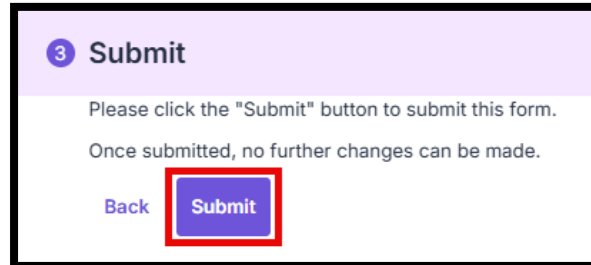 3 Submit
Please click the "Submit" button to submit this form.
Once submitted, no further changes can be made.
Back Submit